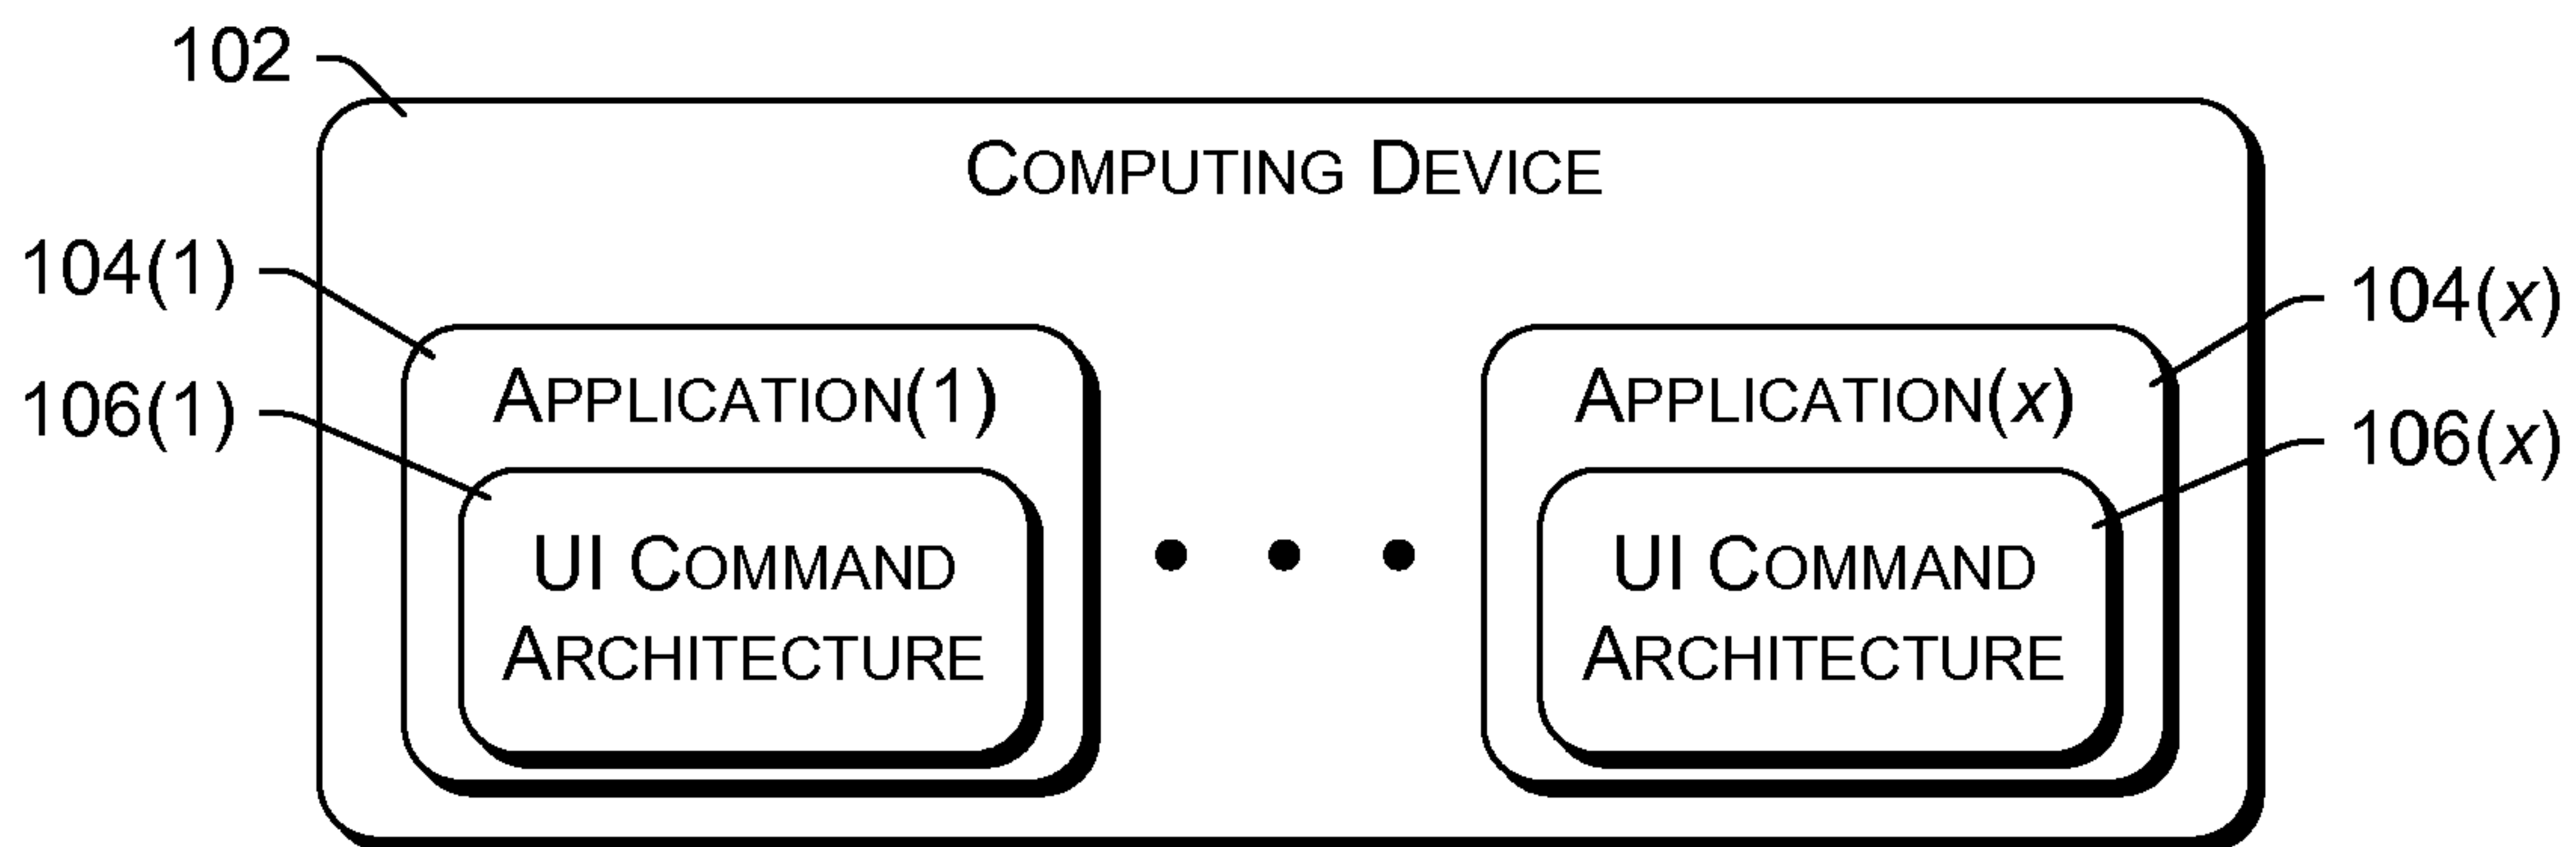 102
COMPUTING DEVICE
104(1)
104(x)
APPLICATION(1)
APPLICATION(x)
106(1)
106(x)
UI COMMAND
ARCHITECTURE
UI COMMAND
ARCHITECTURE